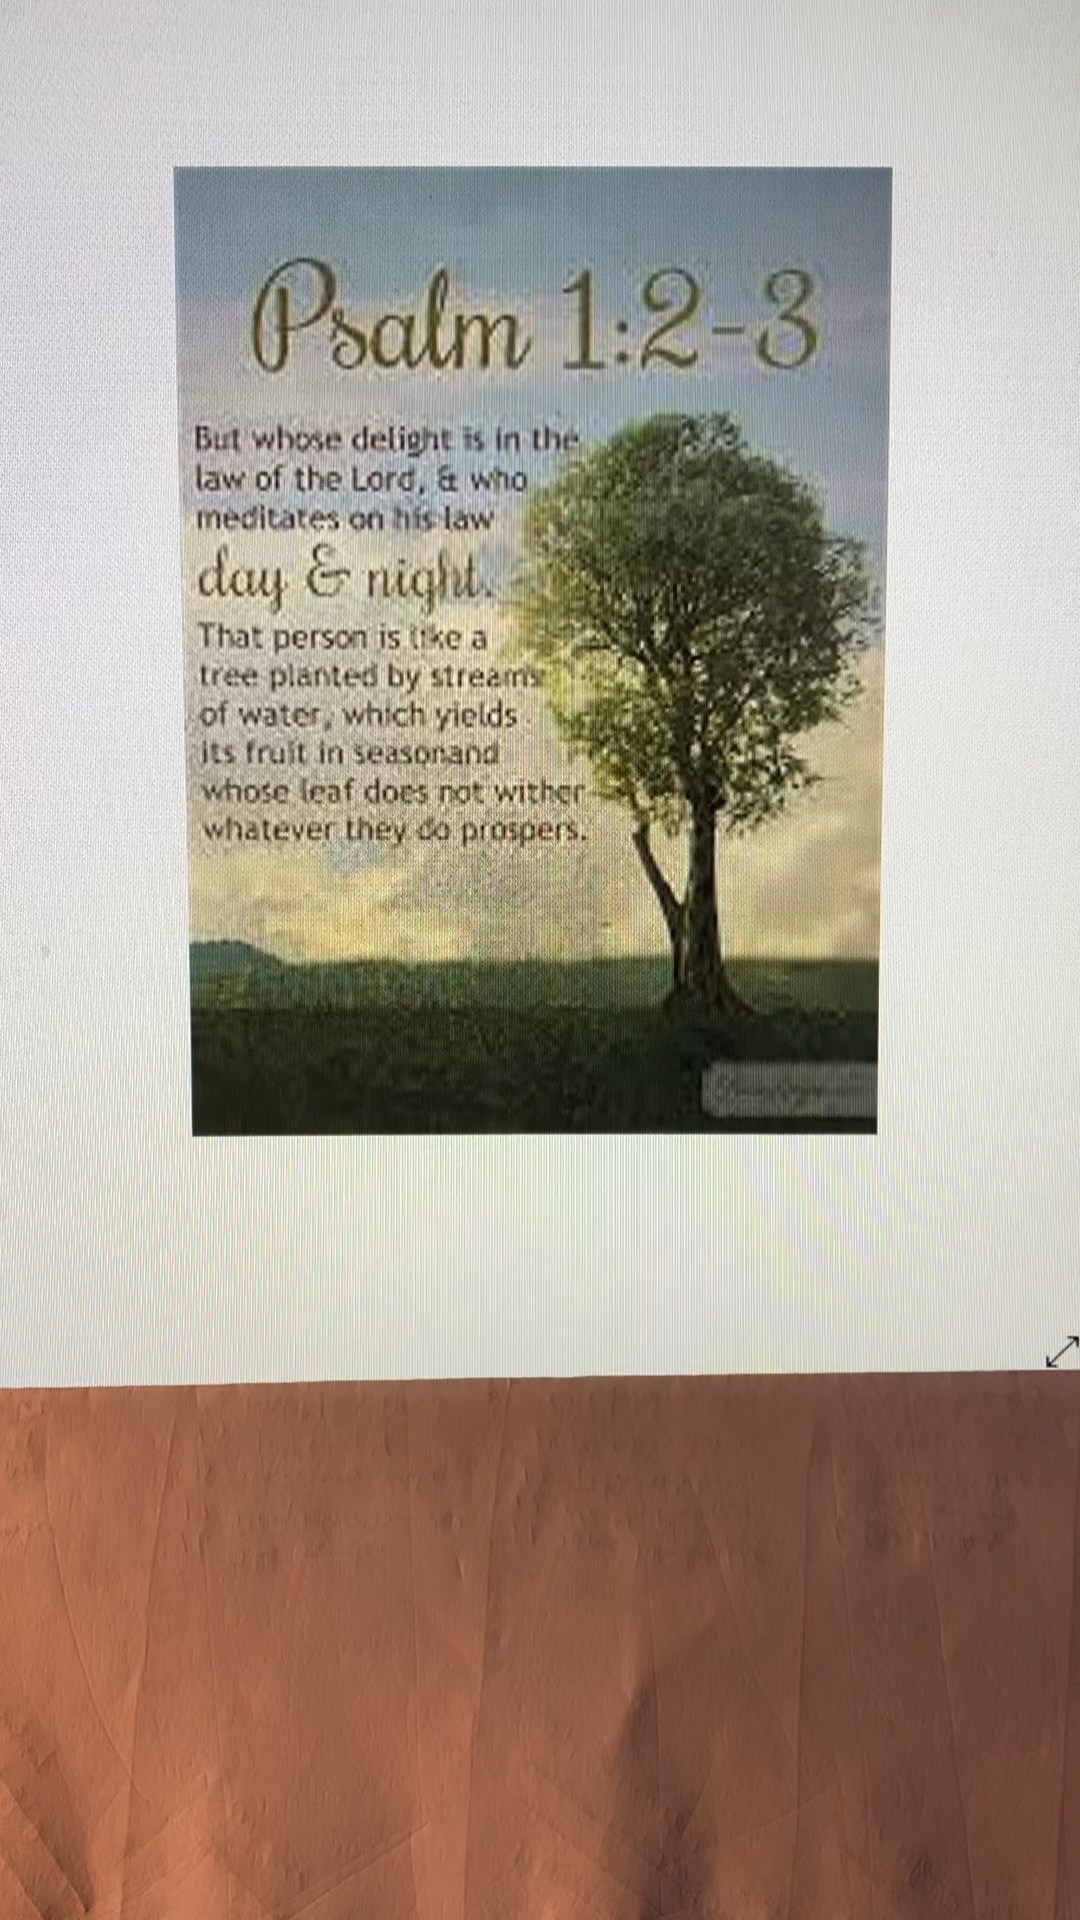 Psalm 1:2-3
But whose delight is in the
law of the Lord, & who
meditates on his law
day & night.
That person is like a
tree planted by streams
of water, which yields
its fruit in seasonand
whose leaf does not wither
whatever they do prospers.